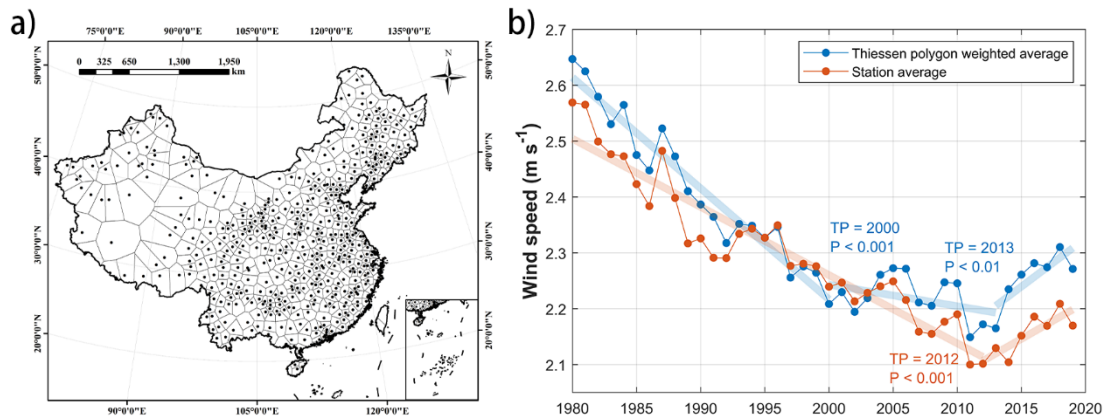 a)
75°0'0"E 90°0'0"E 105°0'0"E 120°0'0"E 135°0'0"E
0 325 650 1,300 1,950
km
N
50°0'0"N
40°0'0"N
30°0'0"N
20°0'0"N
50°0'0"N
40°0'0"N
30°0'0"N
20°0'0"N
90°0'0"E 105°0'0"E 120°0'0"E
b)
Wind speed (m s-1)
2.7
2.6
2.5
2.4
2.3
2.2
2.1
Thiessen polygon weighted average
Station average
TP = 2000
P < 0.001
TP = 2013
P < 0.01
TP = 2012
P < 0.001
1980 1985 1990 1995 2000 2005 2010 2015 2020